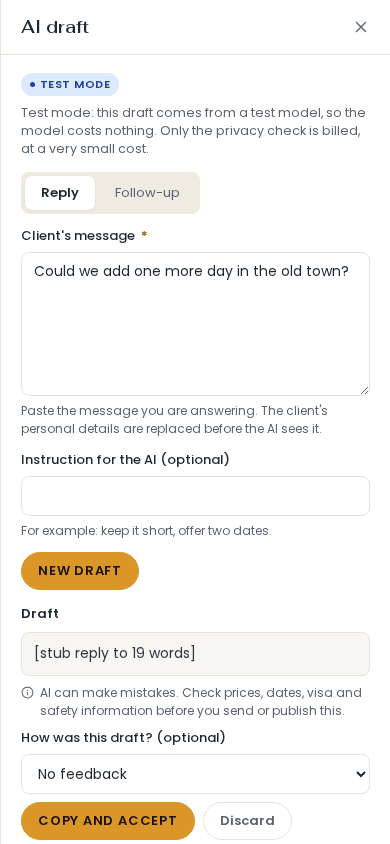 AI draft
TEST MODE
Test mode: this draft comes from a test model, so the
model costs nothing. Only the privacy check is billed,
at a very small cost.
Reply
Follow-up
Client's message *
Could we add one more day in the old town?
Paste the message you are answering. The client's
personal details are replaced before the AI sees it.
Instruction for the AI (optional)
For example: keep it short, offer two dates.
NEW DRAFT
Draft
[stub reply to 19 words]
AI can make mistakes. Check prices, dates, visa and
safety information before you send or publish this.
How was this draft? (optional)
No feedback
COPY AND ACCEPT
Discard